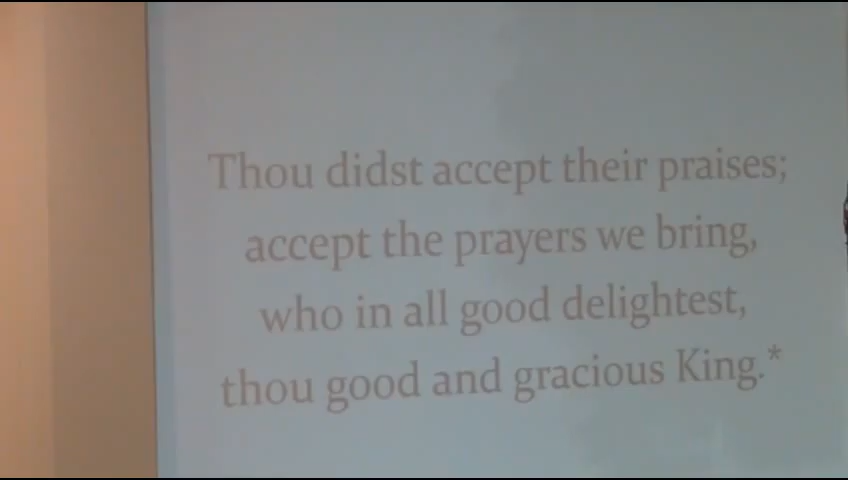 Thou didst accept their praises;
accept the prayers we bring,
who in all good delightest,
thou good and gracious King.*